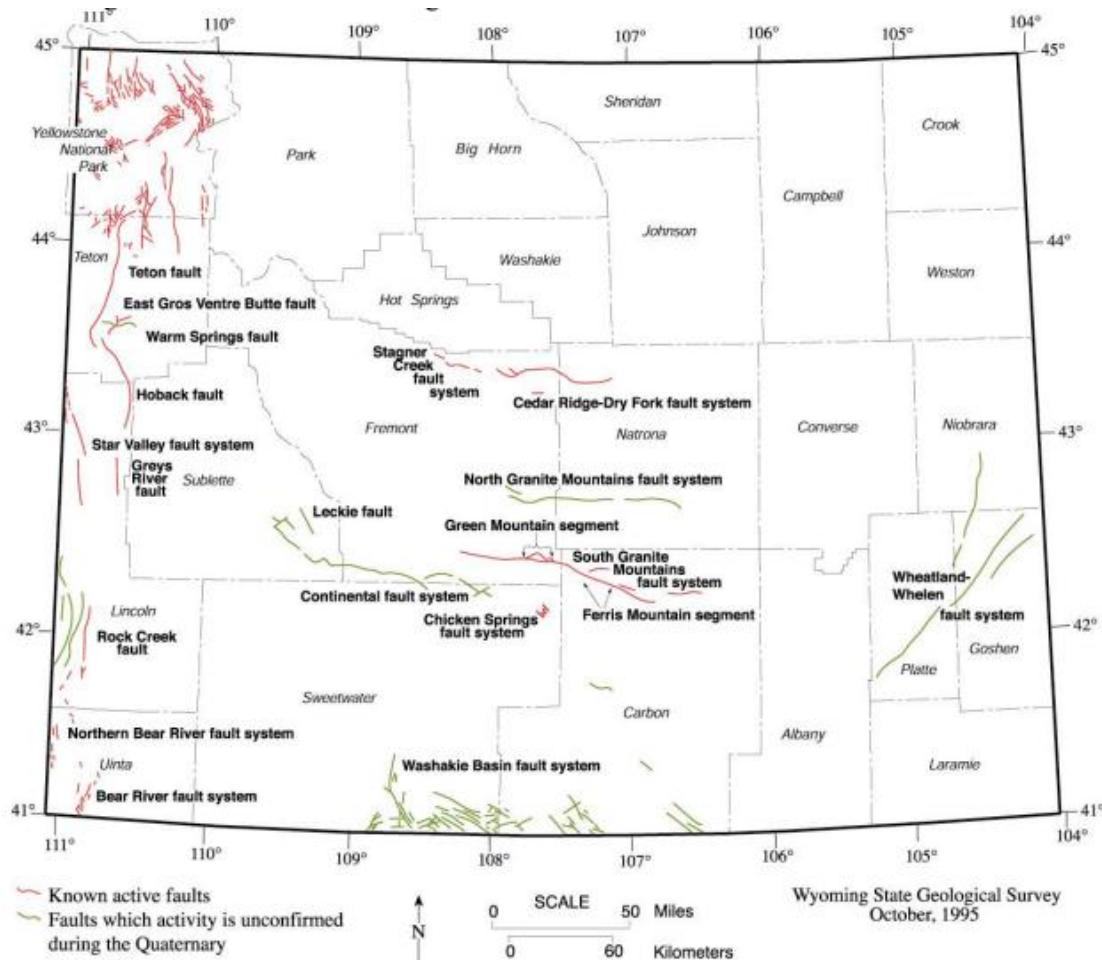 111°
110°
109°
108°
107°
106°
105°
104°
45°
45°
Sheridan
Crook
Yellowstone
National
Park
Park
Big Horn
Campbell
Johnson
44°
44°
Teton
Washakie
Weston
Teton fault
Hot Springs
East Gros Ventre Butte fault
Warm Springs fault
Stagner
Creek
fault
system
Hoback fault
Cedar Ridge-Dry Fork fault system
43°
43°
Fremont
Natrona
Converse
Niobrara
Star Valley fault system
Greys
River
fault
Sublette
North Granite Mountains fault system
Leckie fault
Green Mountain segment
South Granite
Mountains
fault system
Wheatland-
Whelen
fault system
Continental fault system
Ferris Mountain segment
Chicken Springs
fault system
42°
42°
Lincoln
Rock Creek
fault
Platte
Goshen
Sweetwater
Carbon
Albany
Northern Bear River fault system
Uinta
Washakie Basin fault system
Laramie
Bear River fault system
41°
41°
111°
110°
109°
108°
107°
106°
105°
104°
Known active faults
Faults which activity is unconfirmed
during the Quaternary
N
SCALE
0 50 Miles
0 60
Kilometers
Wyoming State Geological Survey
October, 1995